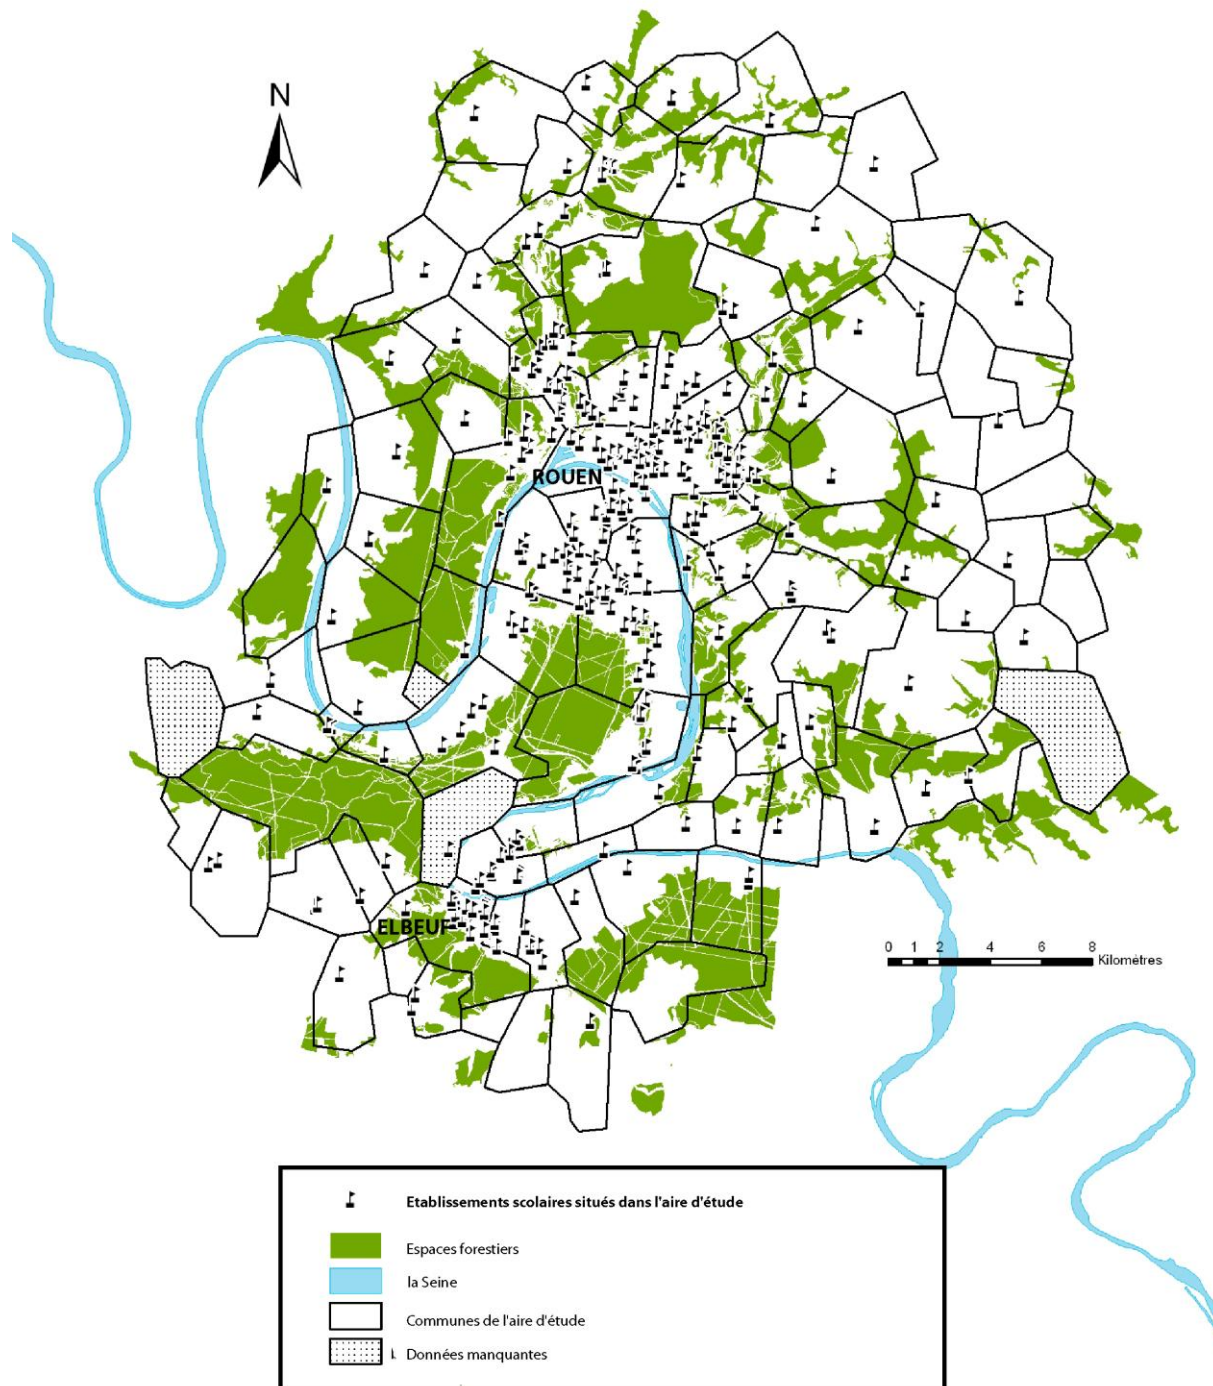 N
ROUEN
ELBEUF
0 1 2 4 6 8
Kilomètres
Etablissements scolaires situés dans l'aire d'étude
Espaces forestiers
la Seine
Communes de l'aire d'étude
Données manquantes